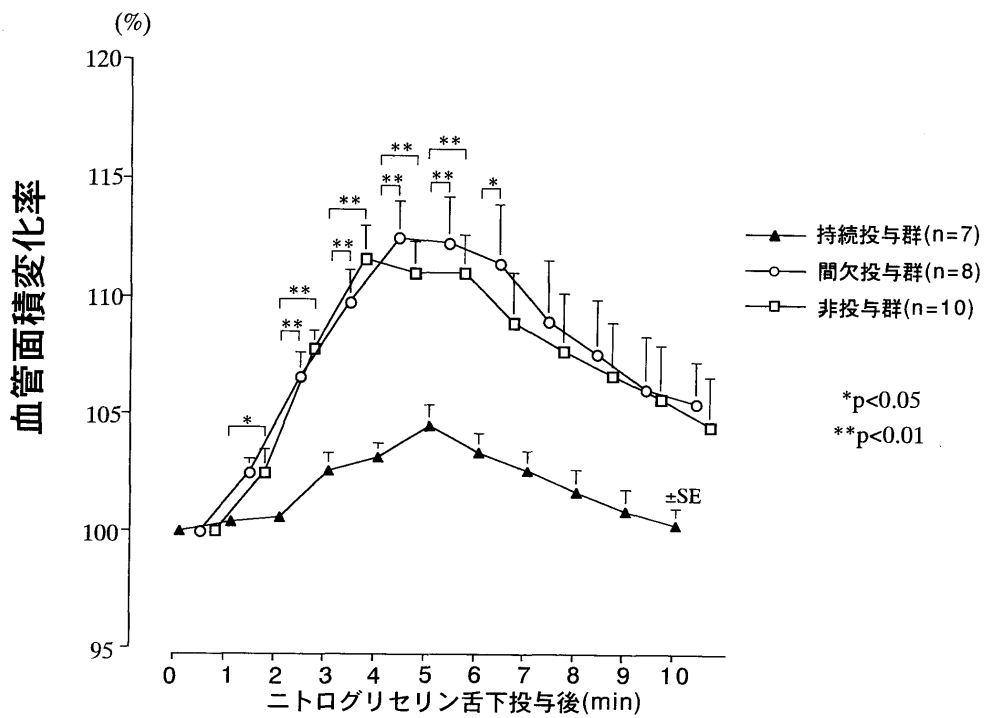 (%)
120
115
110
105
100
95
血管面積変化率
**
**
**
**
*
**
**
**
**
*
±SE
持続投与群(n=7)
間欠投与群(n=8)
非投与群(n=10)
*p<0.05
**p<0.01
0 1 2 3 4 5 6 7 8 9 10
ニトログリセリン舌下投与後(min)